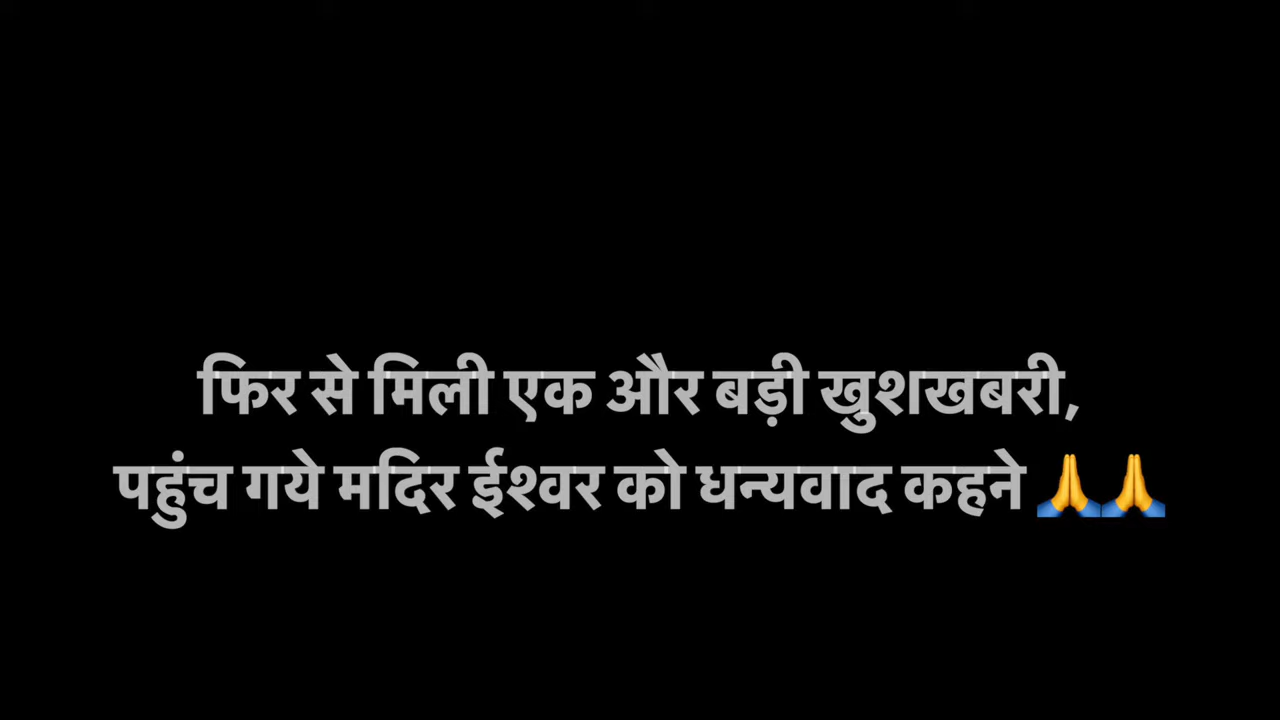 फिर से मिली एक और बड़ी खुशखबरी,
पहुंच गये मदिर ईश्वर को धन्यवाद कहने 🙏🙏